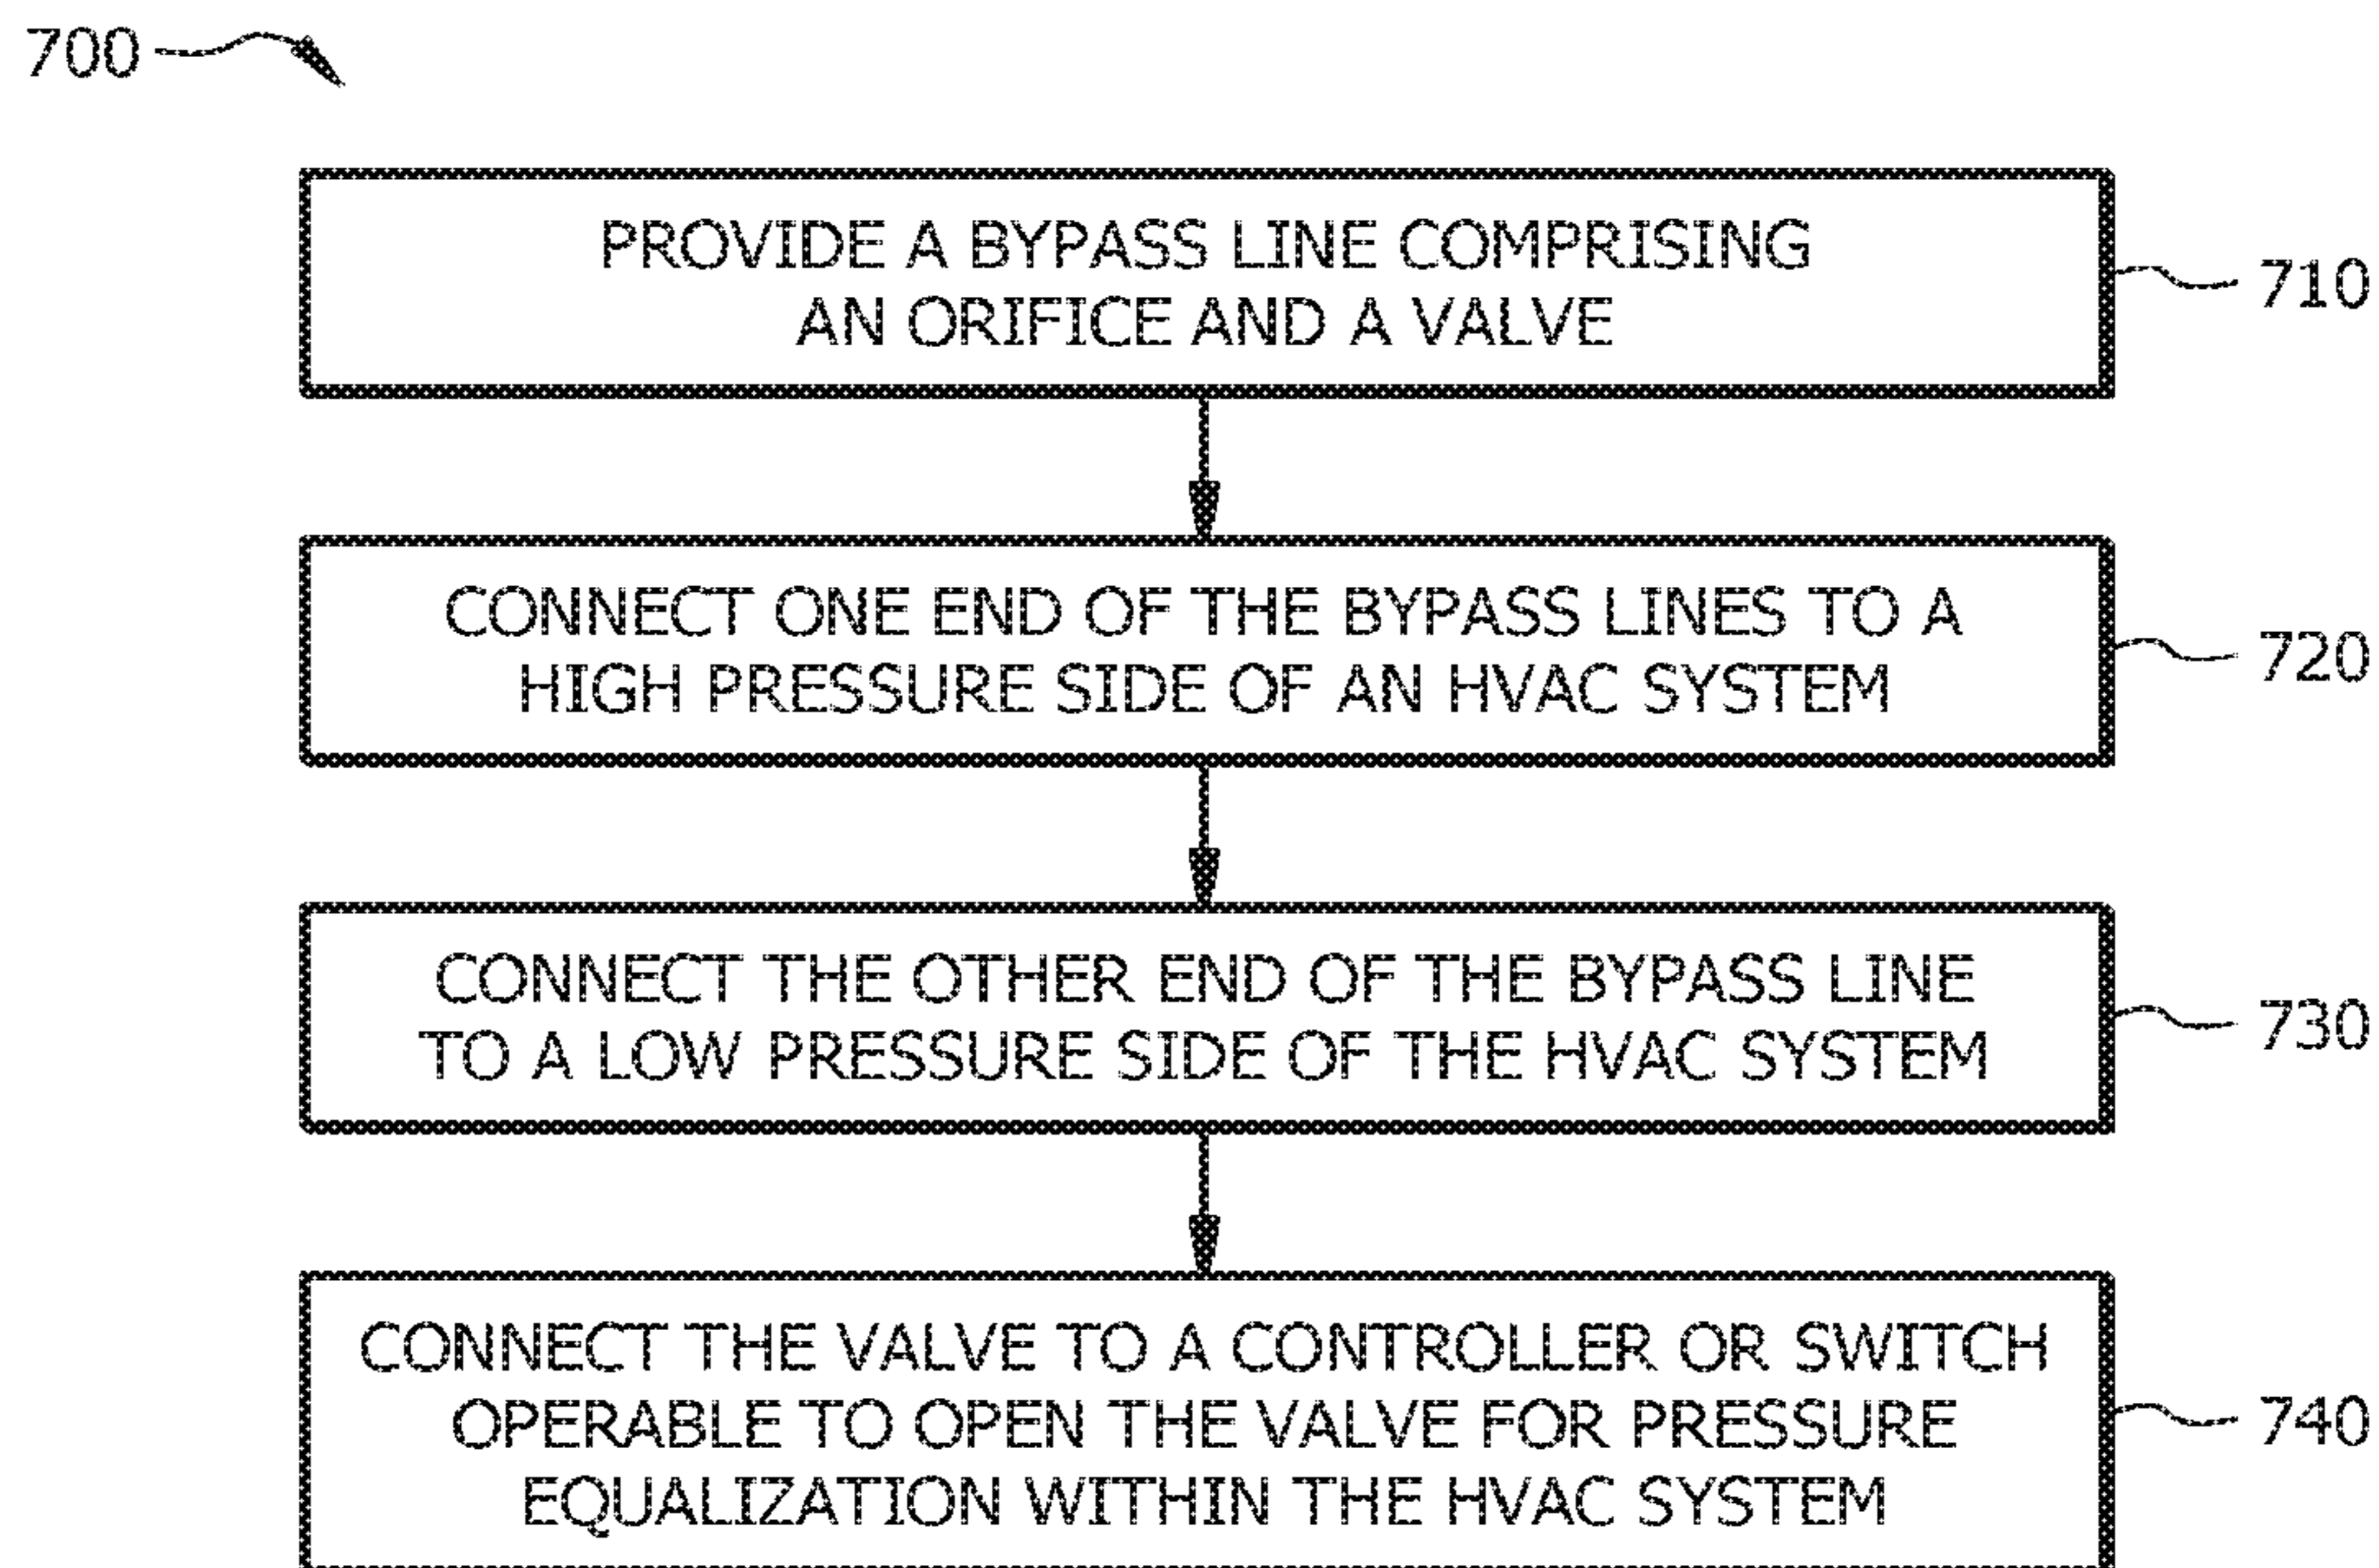 700
PROVIDE A BYPASS LINE COMPRISING
AN ORIFICE AND A VALVE
710
CONNECT ONE END OF THE BYPASS LINES TO A
HIGH PRESSURE SIDE OF AN HVAC SYSTEM
720
CONNECT THE OTHER END OF THE BYPASS LINE
TO A LOW PRESSURE SIDE OF THE HVAC SYSTEM
730
CONNECT THE VALVE TO A CONTROLLER OR SWITCH
OPERABLE TO OPEN THE VALVE FOR PRESSURE
EQUALIZATION WITHIN THE HVAC SYSTEM
740